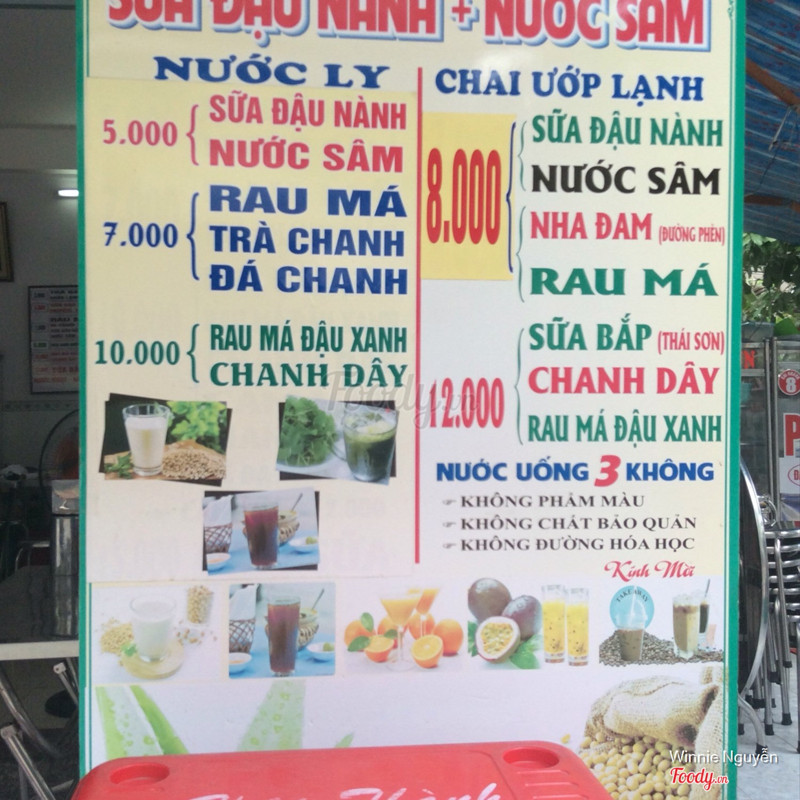 SỮA ĐẬU NÀNH + NƯỚC SÂM
NƯỚC LY
5.000
SỮA ĐẬU NÀNH
NƯỚC SÂM
7.000
RAU MÁ
TRÀ CHANH
ĐÁ CHANH
10.000
RAU MÁ ĐẬU XANH
CHANH DÂY
CHAI ƯỚP LẠNH
8.000
SỮA ĐẬU NÀNH
NƯỚC SÂM
NHA ĐAM (ĐƯỜNG PHÈN)
RAU MÁ
12.000
SỮA BẮP (THÁI SƠN)
CHANH DÂY
RAU MÁ ĐẬU XANH
NƯỚC UỐNG 3 KHÔNG
☞ KHÔNG PHẨM MÀU
☞ KHÔNG CHẤT BẢO QUẢN
☞ KHÔNG ĐƯỜNG HÓA HỌC
Kính Mời
Foody.vn
TAKE AWAY
Winnie Nguyễn
Foody.vn